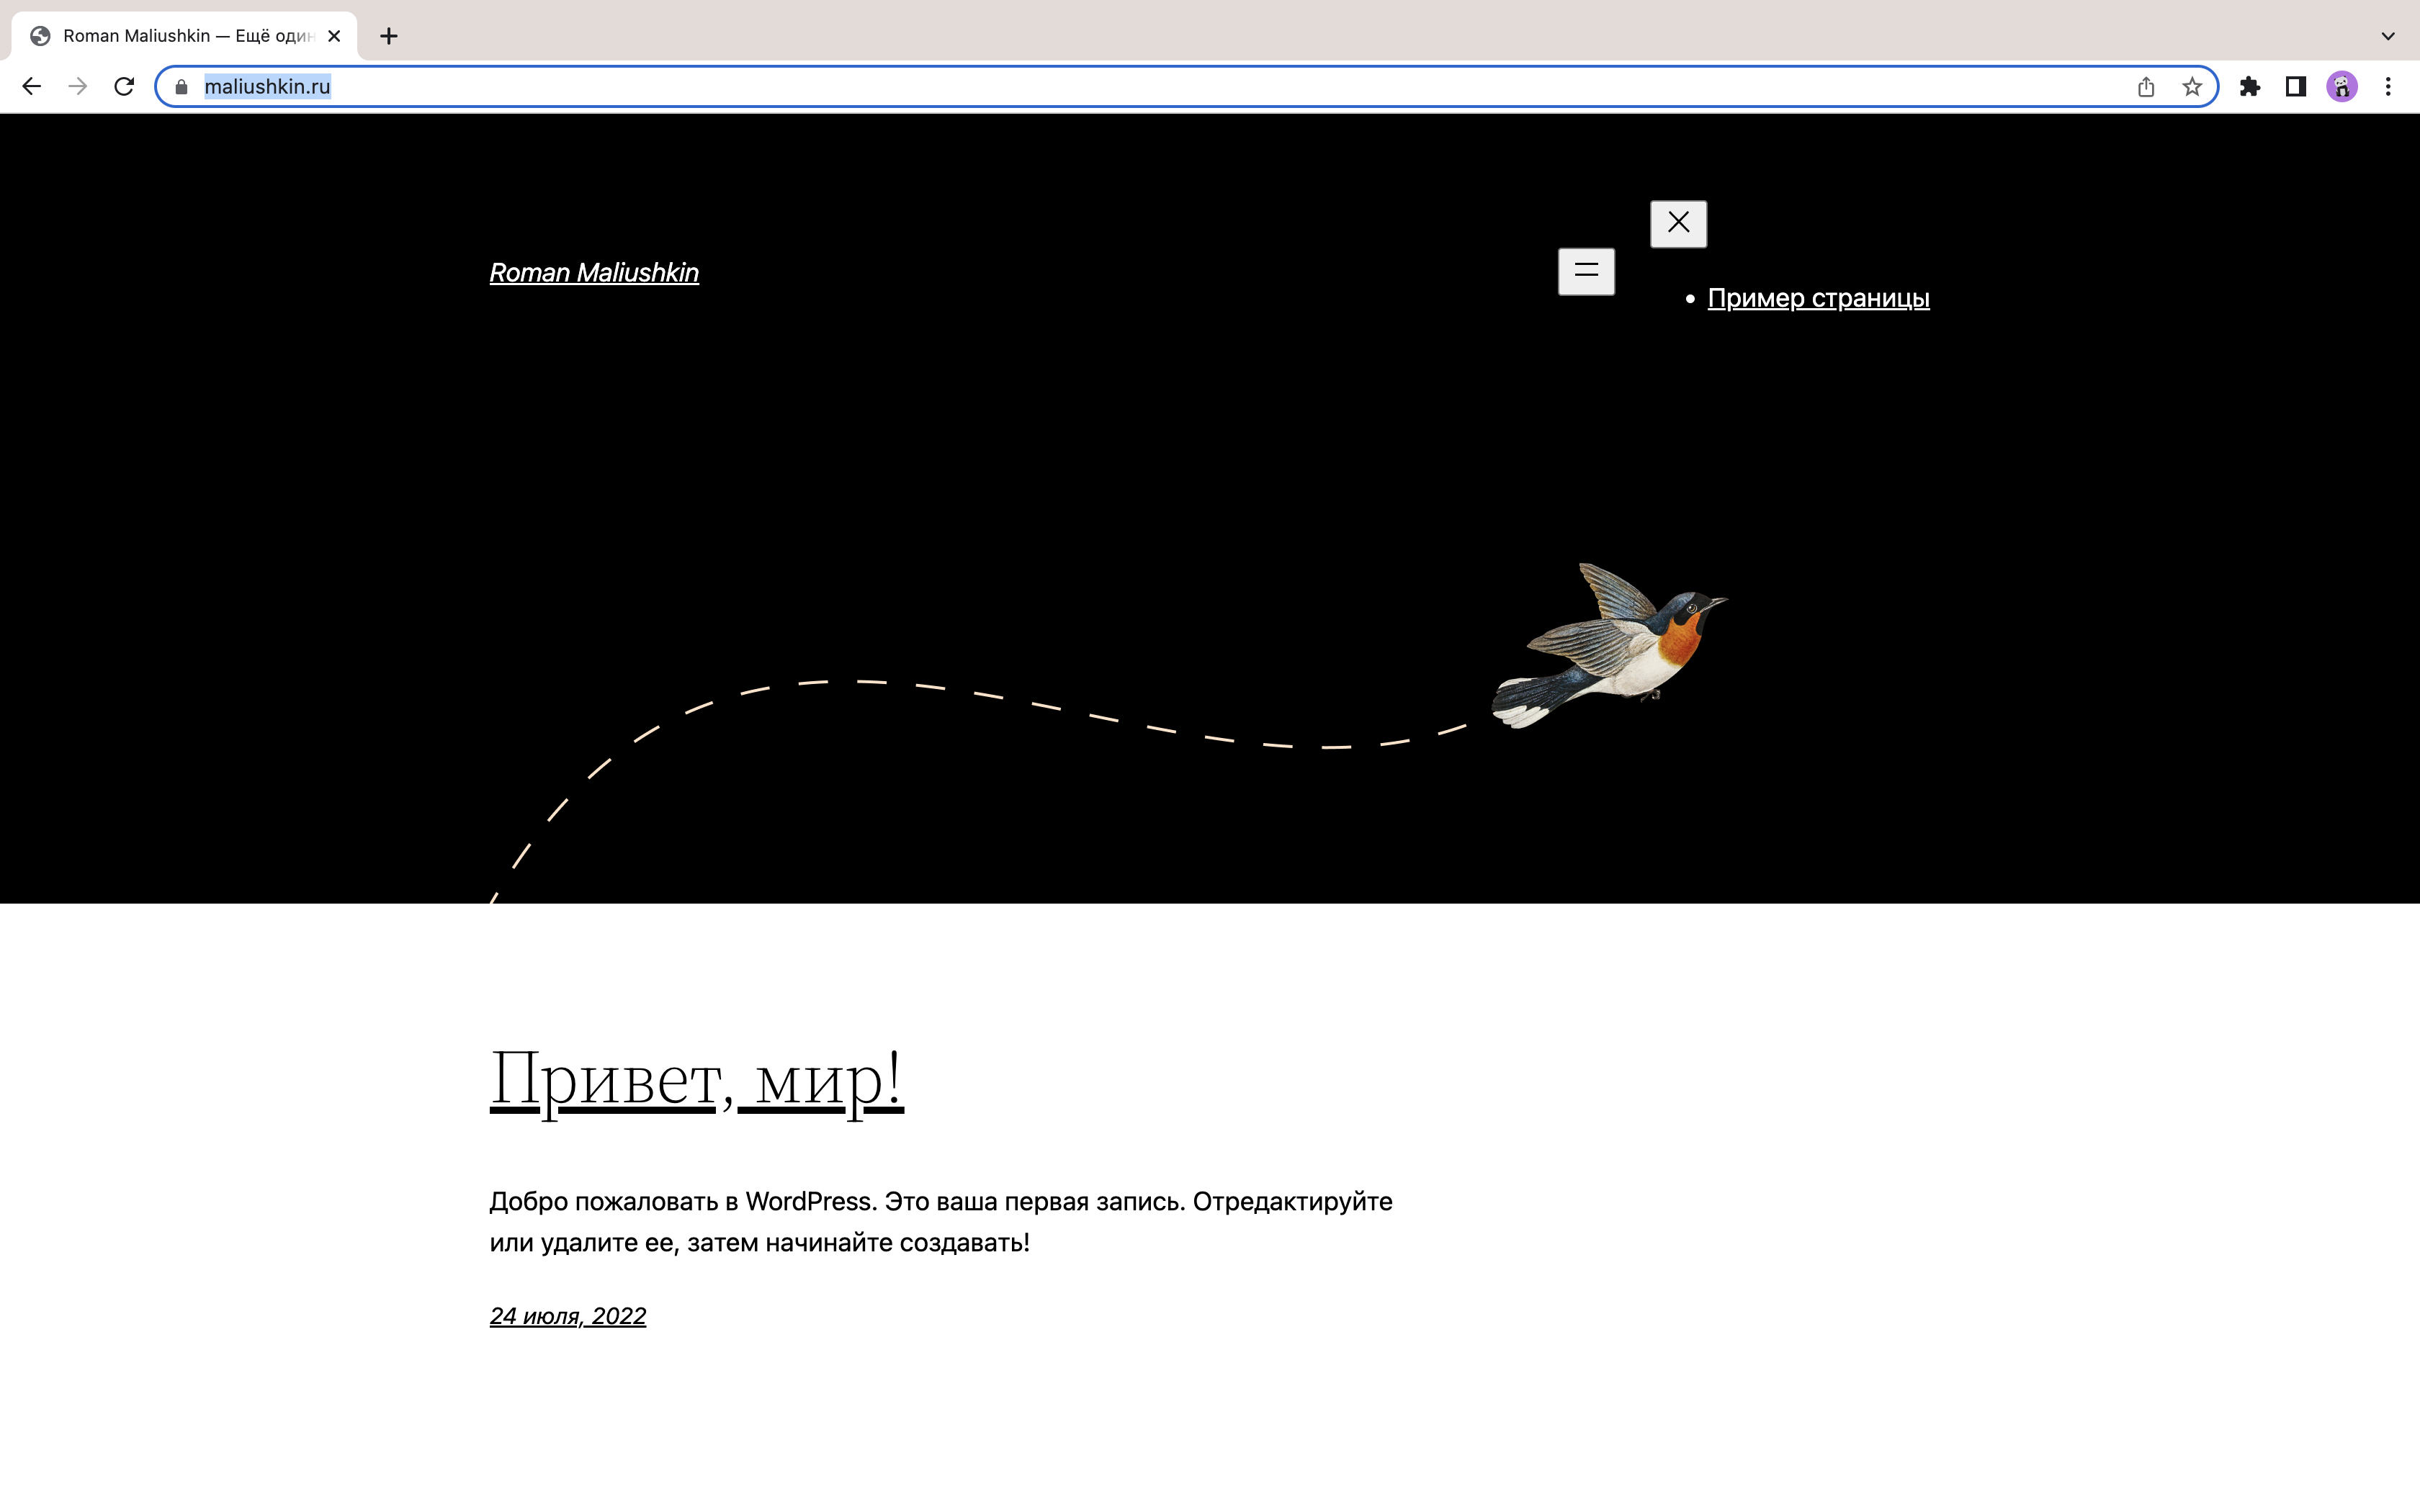 Roman Maliushkin — Ещё один
maliushkin.ru
Roman Maliushkin
Пример страницы
Привет, мир!
Добро пожаловать в WordPress. Это ваша первая запись. Отредактируйте
или удалите ее, затем начинайте создавать!
24 июля, 2022